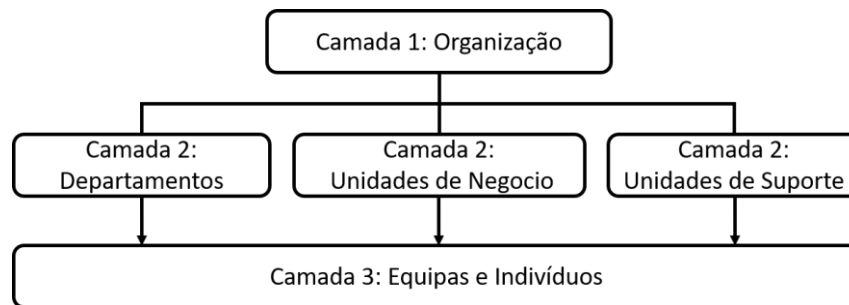 Camada 1: Organização
Camada 2:
Departamentos
Camada 2:
Unidades de Negocio
Camada 2:
Unidades de Suporte
Camada 3: Equipas e Indivíduos